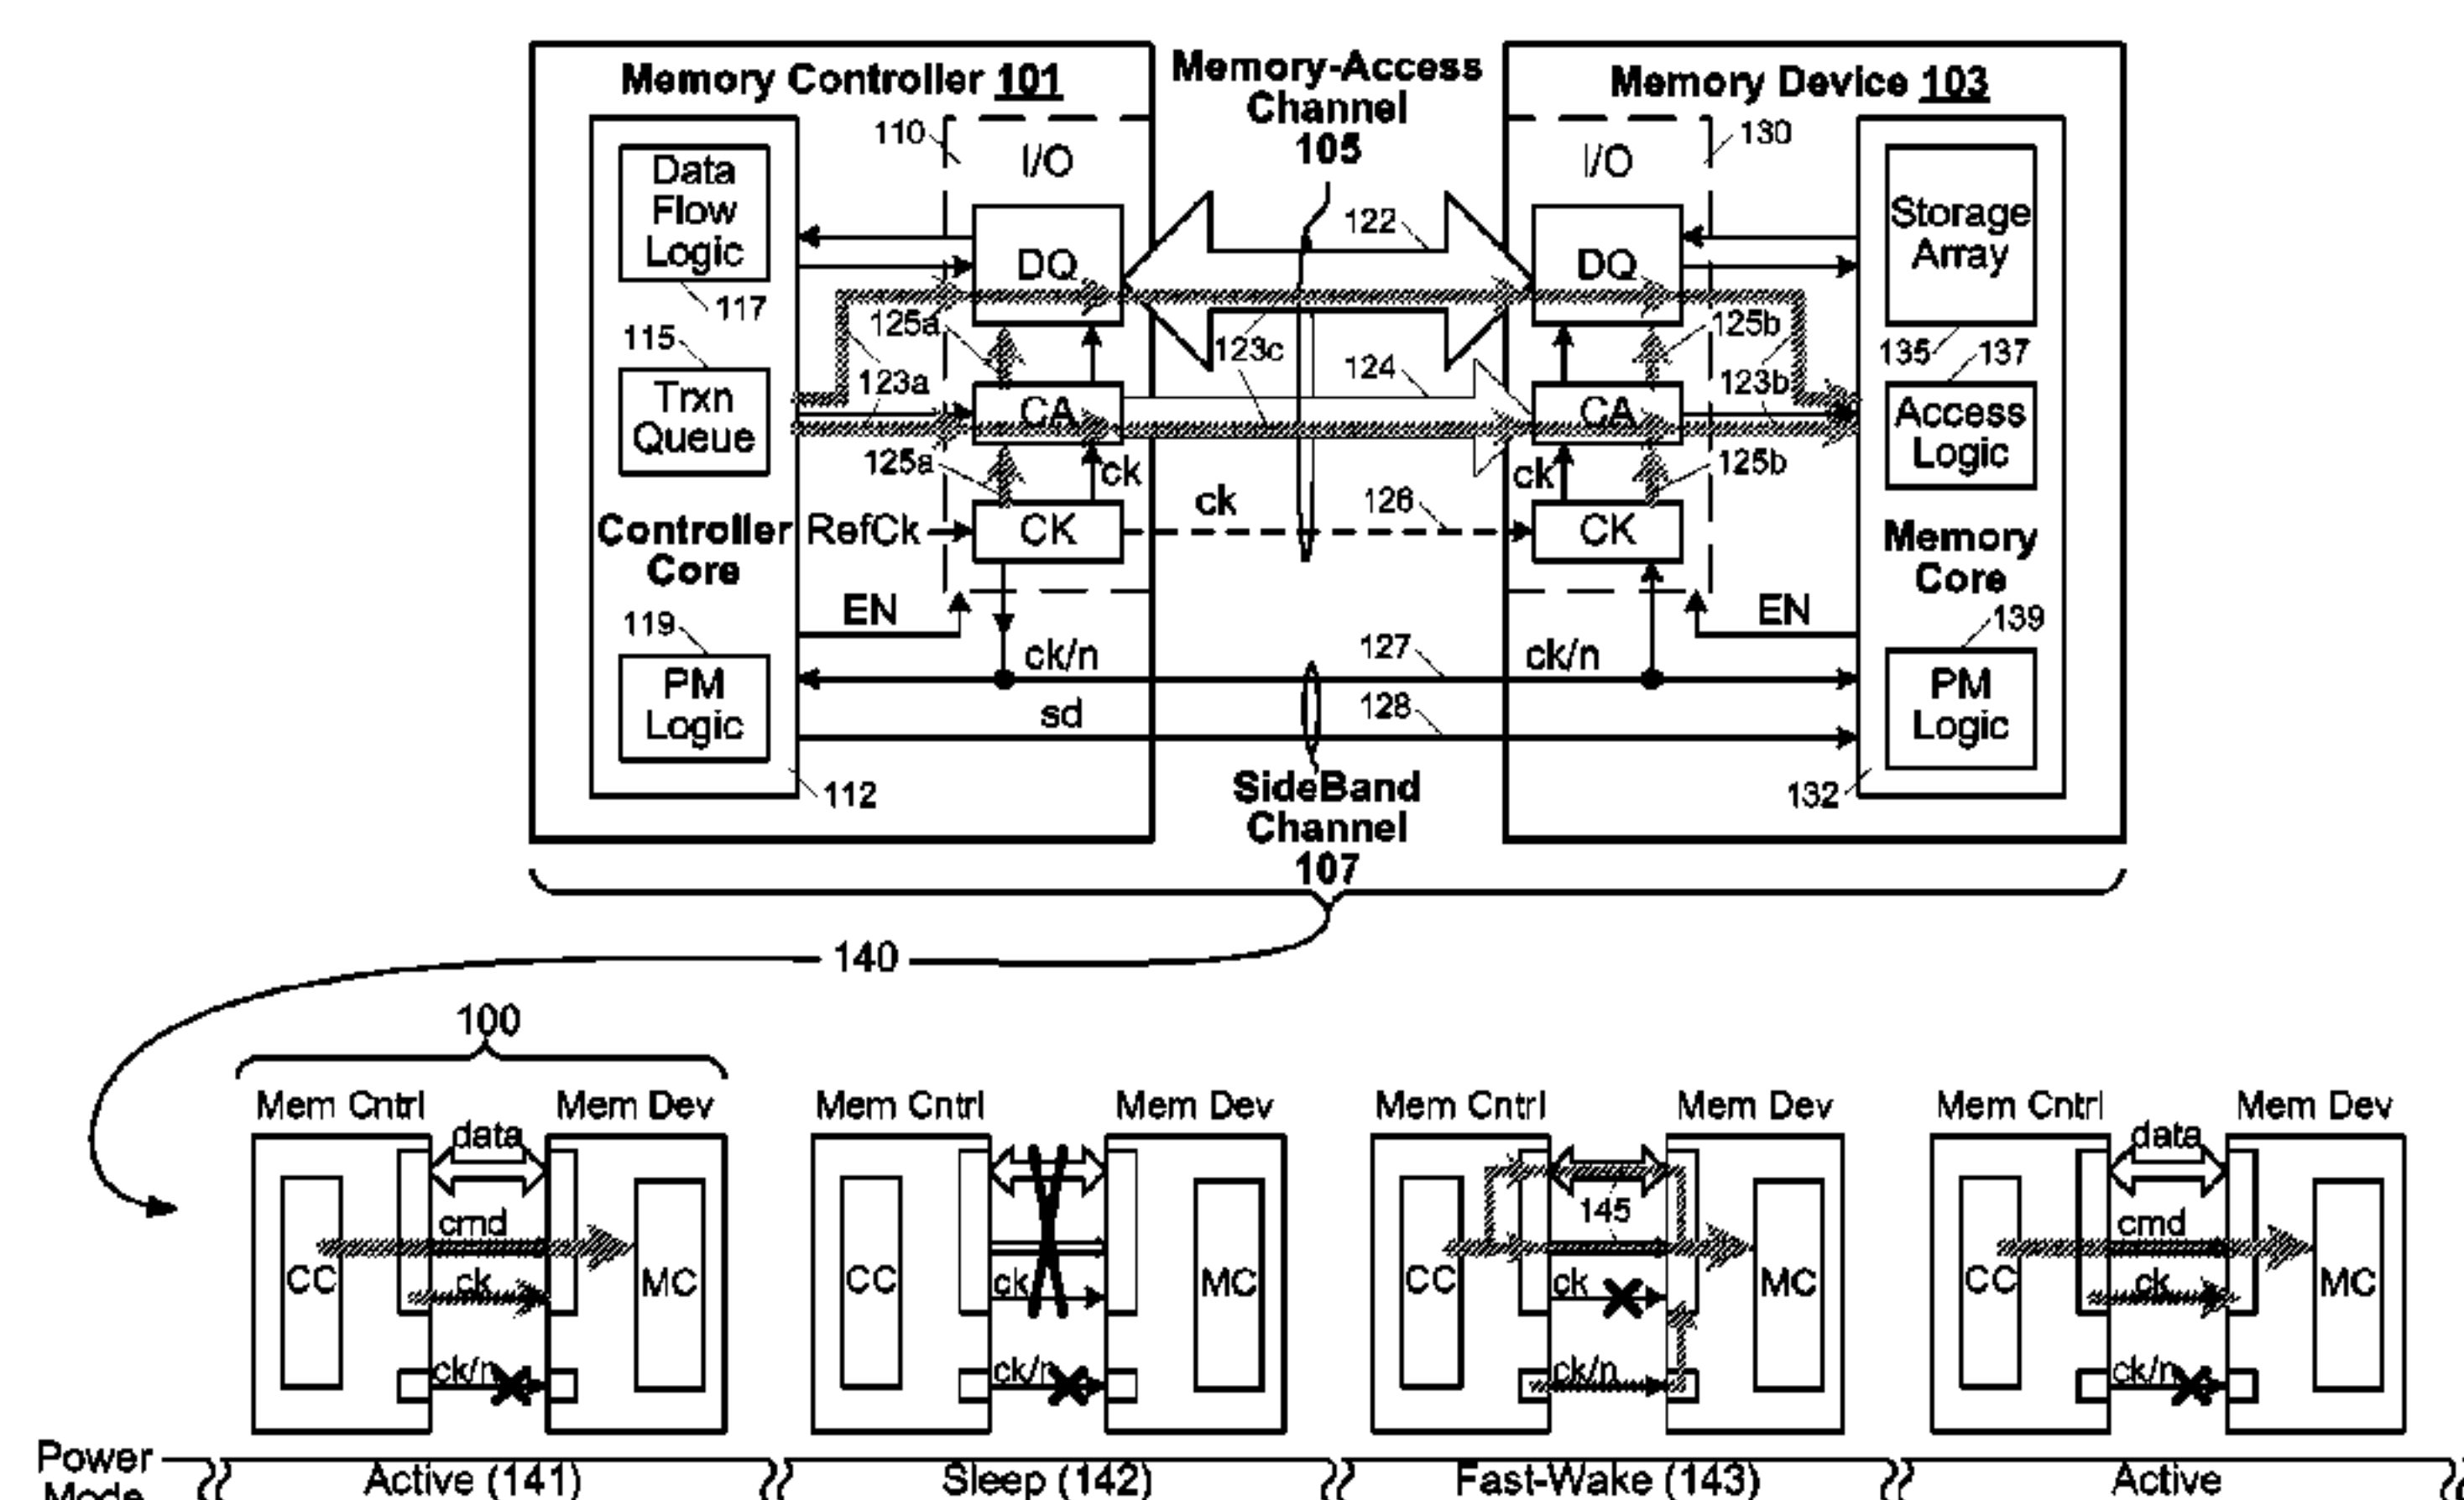 Memory Controller 101
Memory-Access
Channel
105
Memory Device 103
110
I/O
I/O
130
Data
Flow
Logic
117
DQ
122
DQ
Storage
Array
135
125a
125b
115
Trxn
Queue
123a
123c
124
123b
137
CA
CA
Access
Logic
125a
ck
ck
125b
Controller
Core
RefCk
CK
ck
126
CK
Memory
Core
EN
EN
119
139
PM
Logic
ck/n
127
ck/n
PM
Logic
sd
128
112
132
SideBand
Channel
107
140
100
Mem Cntrl
Mem Dev
Mem Cntrl
Mem Dev
Mem Cntrl
Mem Dev
Mem Cntrl
Mem Dev
data
cmd
CC
ck
MC
ck/n
CC
ck
MC
ck/n
145
CC
ck
MC
ck/n
data
cmd
CC
ck
MC
ck/n
Power
Mode
Active (141)
Sleep (142)
Fast-Wake (143)
Active